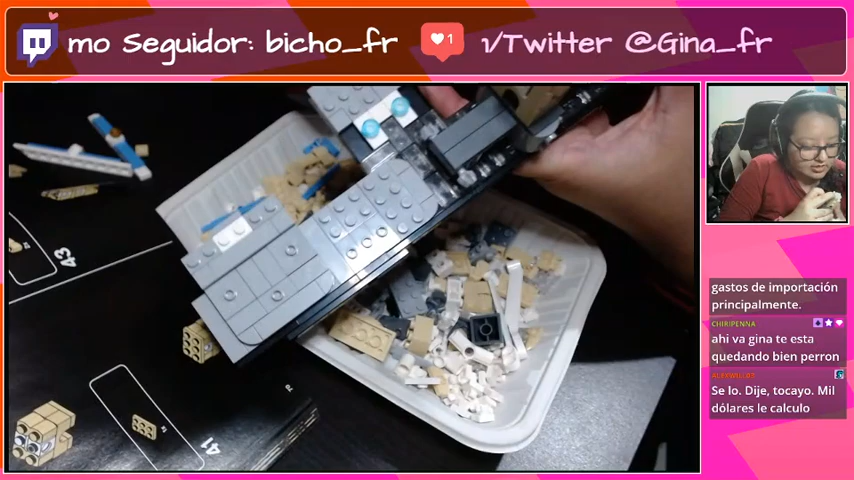 mo Seguidor: bicho_fr
1/Twitter @Gina_fr
1
43
41
gastos de importación
principalmente.
CHIRIPENNA
ahi va gina te esta
quedando bien perron
Se lo. Dije, tocayo. Mil
dólares le calculo